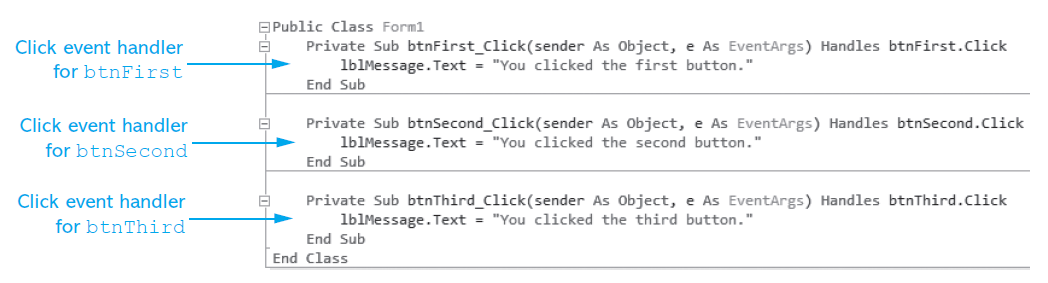 Public Class Form1
Click event handler
for btnFirst
Private Sub btnFirst_Click(sender As Object, e As EventArgs) Handles btnFirst.Click
lblMessage.Text = "You clicked the first button."
End Sub
Click event handler
for btnSecond
Private Sub btnSecond_Click(sender As Object, e As EventArgs) Handles btnSecond.Click
lblMessage.Text = "You clicked the second button."
End Sub
Click event handler
for btnThird
Private Sub btnThird_Click(sender As Object, e As EventArgs) Handles btnThird.Click
lblMessage.Text = "You clicked the third button."
End Sub
End Class